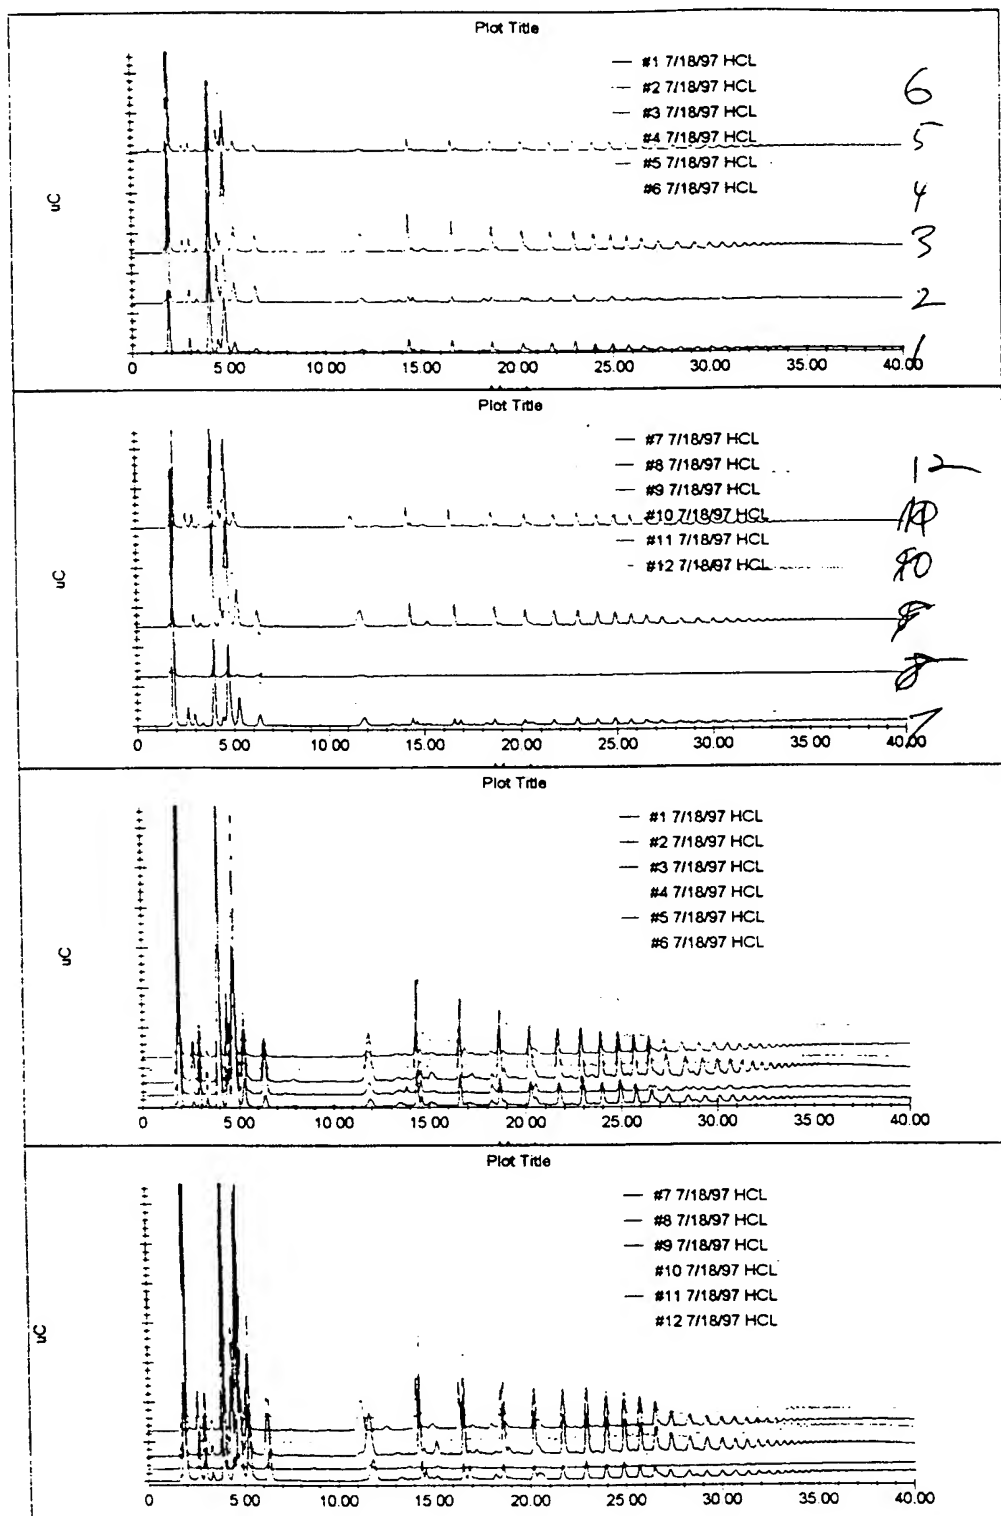 Plot Title
#1 7/18/97 HCL
#2 7/18/97 HCL
#3 7/18/97 HCL
#4 7/18/97 HCL
#5 7/18/97 HCL
#6 7/18/97 HCL
6
5
4
3
2
1
uC
0 5 00 10 00 15.00 20.00 25.00 30.00 35.00 40.00
Plot Title
#7 7/18/97 HCL
#8 7/18/97 HCL
#9 7/18/97 HCL
#10 7/18/97 HCL
#11 7/18/97 HCL
#12 7/18/97 HCL
12
10
7
uC
0 5 00 10 00 15.00 20.00 25.00 30.00 35 00 40.00
Plot Title
#1 7/18/97 HCL
#2 7/18/97 HCL
#3 7/18/97 HCL
#4 7/18/97 HCL
#5 7/18/97 HCL
#6 7/18/97 HCL
uC
0 5 00 10 00 15.00 20 00 25.00 30.00 35 00 40 00
Plot Title
#7 7/18/97 HCL
#8 7/18/97 HCL
#9 7/18/97 HCL
#10 7/18/97 HCL
#11 7/18/97 HCL
#12 7/18/97 HCL
uC
0 5 00 10 00 15 00 20 00 25 00 30 00 35 00 40.00